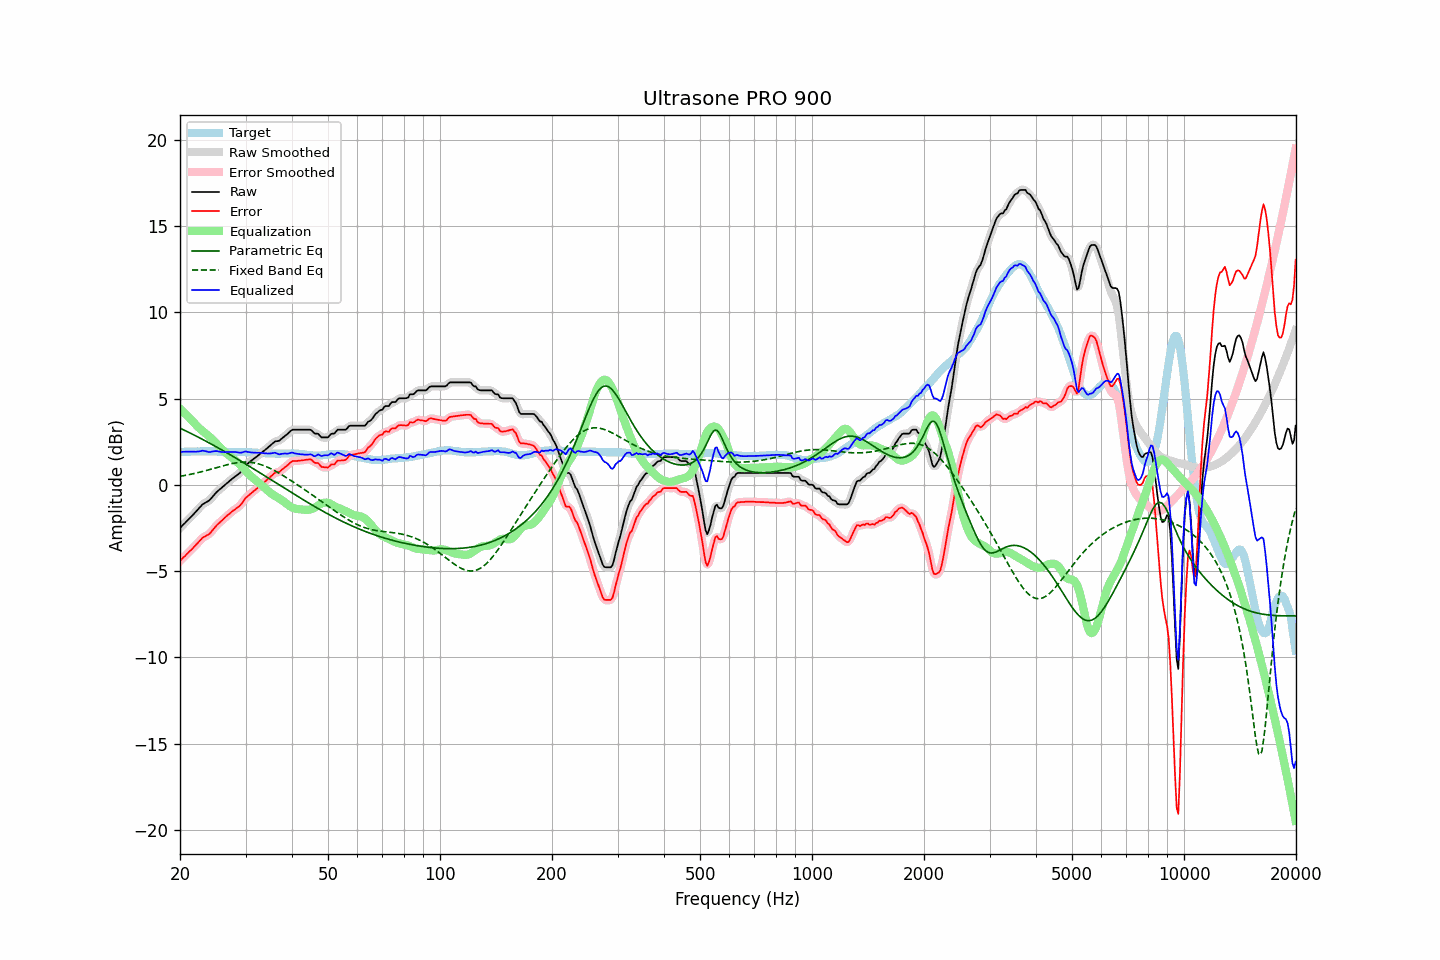 Ultrasone PRO 900
Target
Raw Smoothed
Error Smoothed
Raw
Error
Equalization
Parametric Eq
Fixed Band Eq
Equalized
20
15
10
5
0
−5
−10
−15
−20
Amplitude (dBr)
20
50
100
200
500
1000
2000
5000
10000
20000
Frequency (Hz)